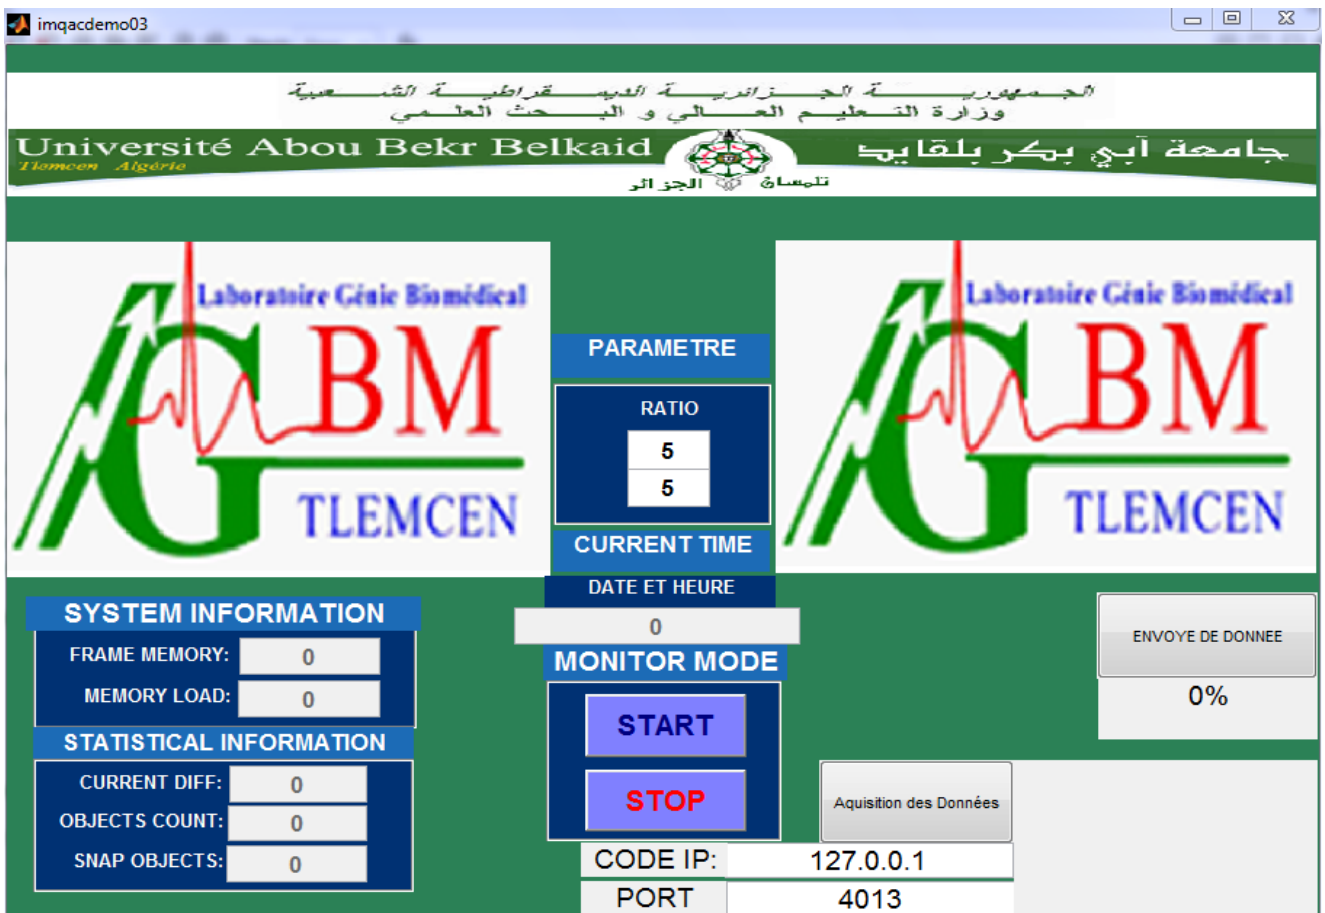 imqacdemo03
الجمهورية الجزائرية الديمقراطية الشعبية
وزارة التعليم العالي و البحث العلمي
Université Abou Bekr Belkaid
جامعة أبي بكر بلقايد
Tlemcen Algérie
تلمسان الجزائر
Laboratoire Génie Biomédical
AGBM
TLEMCEN
Laboratoire Génie Biomédical
AGBM
TLEMCEN
PARAMETRE
RATIO
5
5
CURRENT TIME
DATE ET HEURE
0
SYSTEM INFORMATION
FRAME MEMORY: 0
MEMORY LOAD: 0
STATISTICAL INFORMATION
CURRENT DIFF: 0
OBJECTS COUNT: 0
SNAP OBJECTS: 0
MONITOR MODE
START
STOP
ENVOYE DE DONNEE
0%
Aquisition des Données
CODE IP: 127.0.0.1
PORT 4013